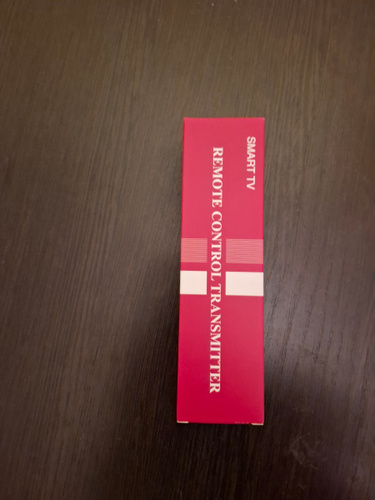 SMART TV
REMOTE CONTROL TRANSMITTER